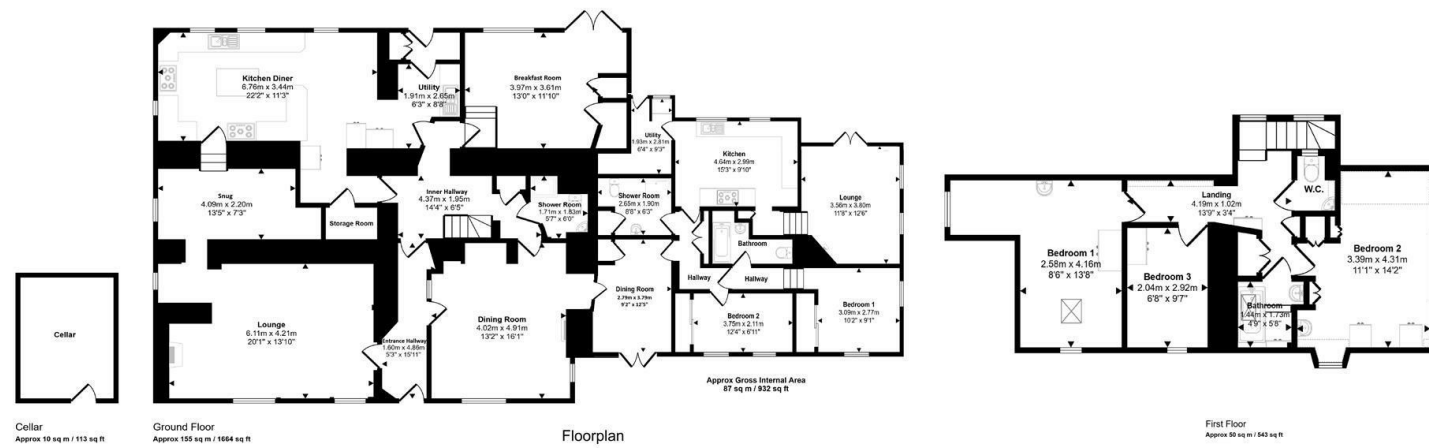 Cellar
Cellar
Approx 10 sq m / 113 sq ft
Kitchen Diner
6.76m x 3.44m
22'2" x 11'3"
Utility
1.91m x 2.65m
6'3" x 8'8"
Breakfast Room
3.97m x 3.61m
13'0" x 11'10"
Snug
4.09m x 2.20m
13'5" x 7'3"
Storage Room
Inner Hallway
4.37m x 1.95m
14'4" x 6'5"
Shower Room
1.71m x 1.83m
5'7" x 6'0"
Lounge
6.11m x 4.21m
20'1" x 13'10"
Entrance Hallway
1.60m x 4.86m
5'3" x 15'11"
Dining Room
4.02m x 4.91m
13'2" x 16'1"
Ground Floor
Approx 155 sq m / 1664 sq ft
Utility
1.93m x 2.81m
6'4" x 9'3"
Kitchen
4.64m x 2.99m
15'3" x 9'10"
Lounge
3.56m x 3.80m
11'8" x 12'6"
Shower Room
2.65m x 1.90m
8'8" x 6'3"
Bathroom
Hallway
Hallway
Dining Room
2.79m x 3.79m
9'2" x 12'5"
Bedroom 2
3.75m x 2.11m
12'4" x 6'11"
Bedroom 1
3.09m x 2.77m
10'2" x 9'1"
Approx Gross Internal Area
87 sq m / 932 sq ft
Floorplan
Landing
4.19m x 1.02m
13'9" x 3'4"
W.C.
Bedroom 1
2.58m x 4.16m
8'6" x 13'8"
Bedroom 3
2.04m x 2.92m
6'8" x 9'7"
Bathroom
1.44m x 1.73m
4'9" x 5'8"
Bedroom 2
3.39m x 4.31m
11'1" x 14'2"
First Floor
Approx 50 sq m / 543 sq ft